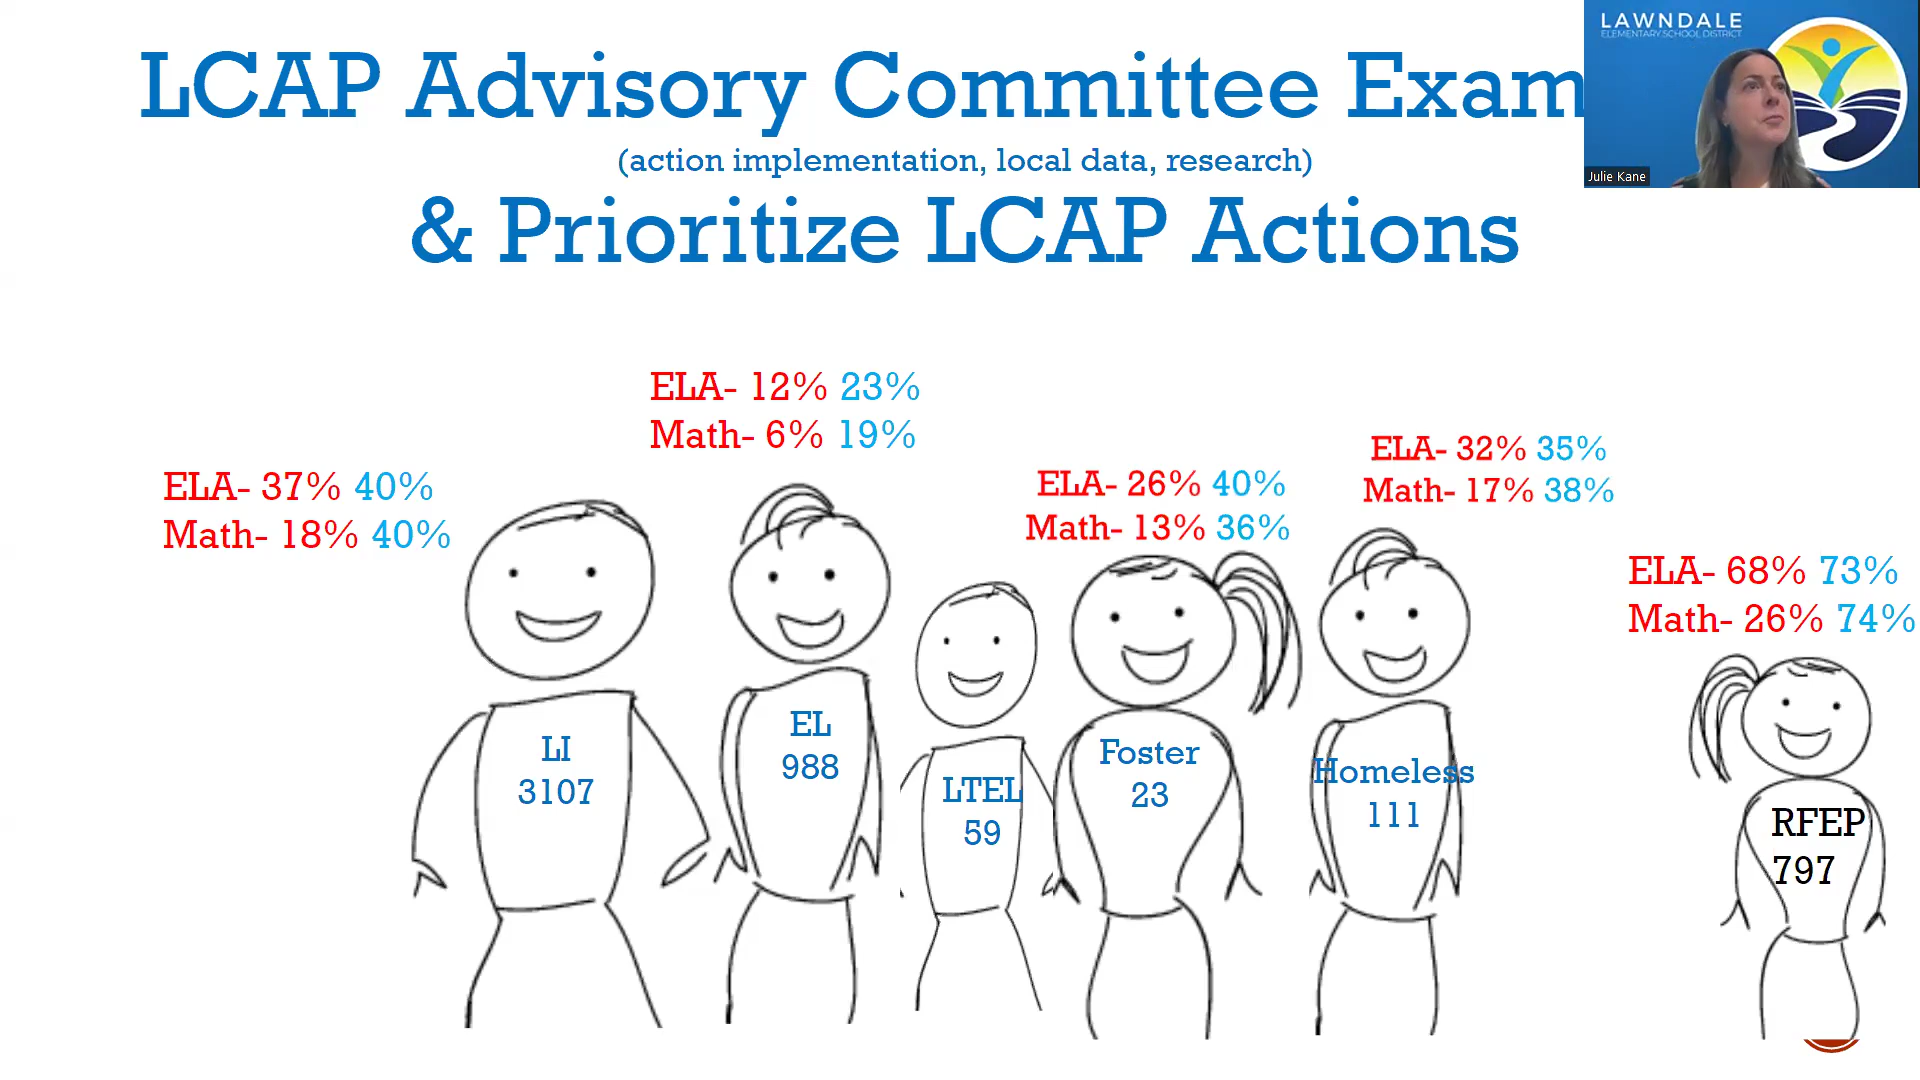 LCAP Advisory Committee Exam
(action implementation, local data, research)
& Prioritize LCAP Actions
LAWNDALE
ELEMENTARY SCHOOL DISTRICT
Julie Kane
ELA- 37% 40%
Math- 18% 40%
ELA- 12% 23%
Math- 6% 19%
ELA- 26% 40%
Math- 13% 36%
ELA- 32% 35%
Math- 17% 38%
ELA- 68% 73%
Math- 26% 74%
LI
3107
EL
988
LTEL
59
Foster
23
Homeless
111
RFEP
797